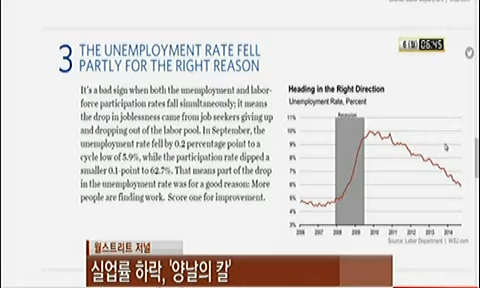 3 THE UNEMPLOYMENT RATE FELL
PARTLY FOR THE RIGHT REASON
It's a bad sign when both the unemployment and labor-
force participation rates fall simultaneously; it means
the drop in joblessness came from job seekers giving up
and dropping out of the labor pool. In September, the
unemployment rate fell by 0.2 percentage point to a
cycle low of 5.9%, while the participation rate dipped a
smaller 0.1-point to 62.7%. That means part of the drop
in the unemployment rate was for a good reason: More
people are finding work. Score one for improvement.
06:45
Heading in the Right Direction
Unemployment Rate, Percent
Recession
11%
10%
9%
8%
7%
6%
5%
4%
3%
2006 2007 2008 2009 2010 2011 2012 2013 2014
Source: Labor Department | WSJ.com
월스트리트 저널
실업률 하락, '양날의 칼'